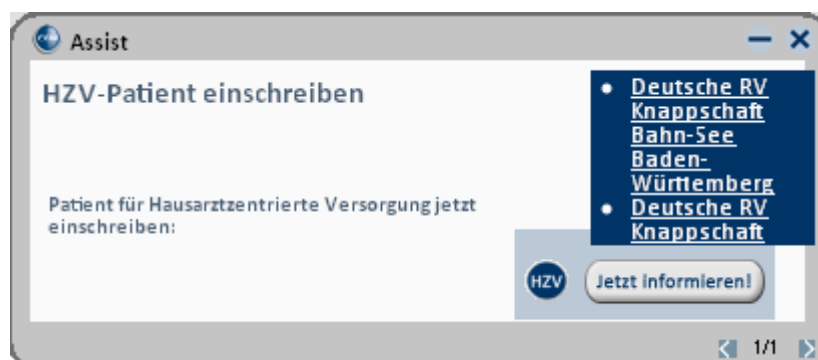 Assist
HZV-Patient einschreiben
Deutsche RV
Knappschaft
Bahn-See
Baden-
Württemberg
Deutsche RV
Knappschaft
Patient für Hausarztzentrierte Versorgung jetzt
einschreiben:
HZV
Jetzt informieren!
1/1